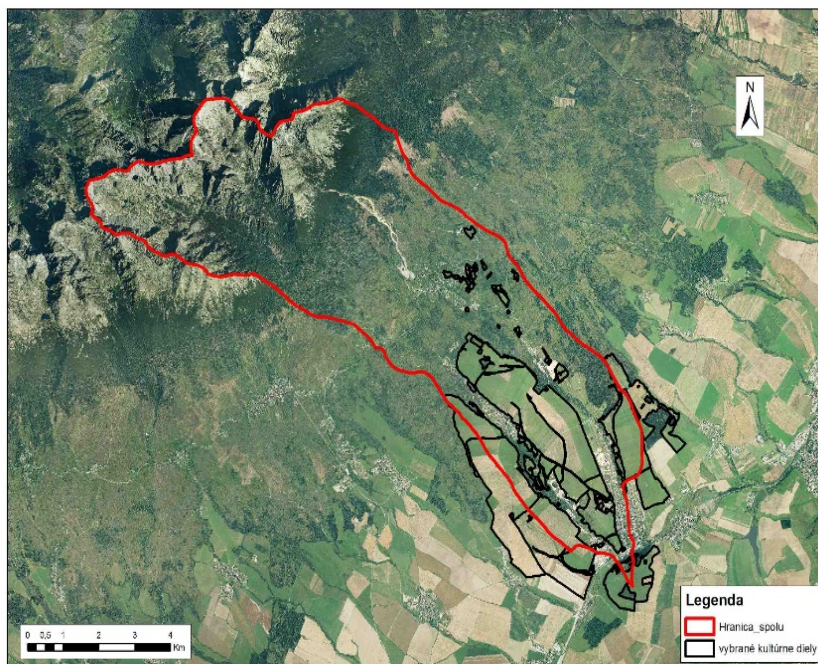 N
Legenda
Hranica_spolu
vybrané kultúrne diely
0 0,5 1 2 3 4
Km